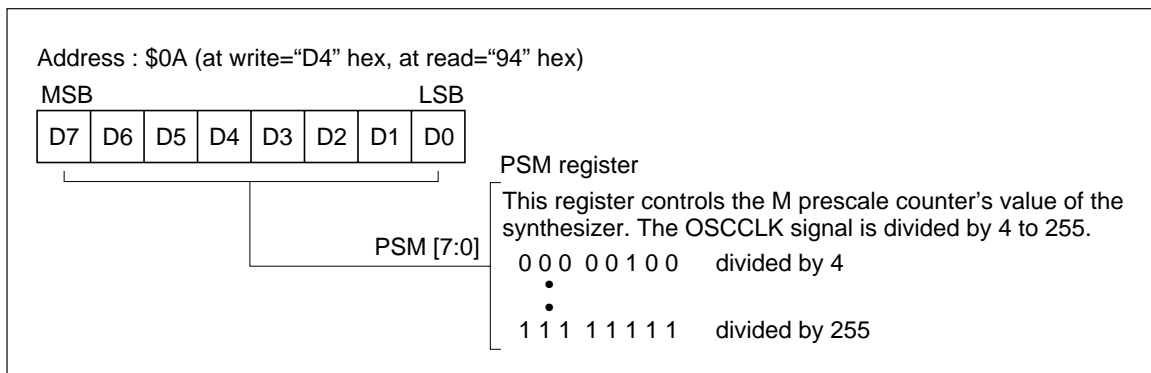 Address : $0A (at write=“D4” hex, at read=“94” hex)
MSB LSB
D7 D6 D5 D4 D3 D2 D1 D0
PSM register
This register controls the M prescale counter’s value of the
synthesizer. The OSCCLK signal is divided by 4 to 255.
PSM [7:0]
0 0 0 0 0 1 0 0 divided by 4
•
•
1 1 1 1 1 1 1 1 divided by 255